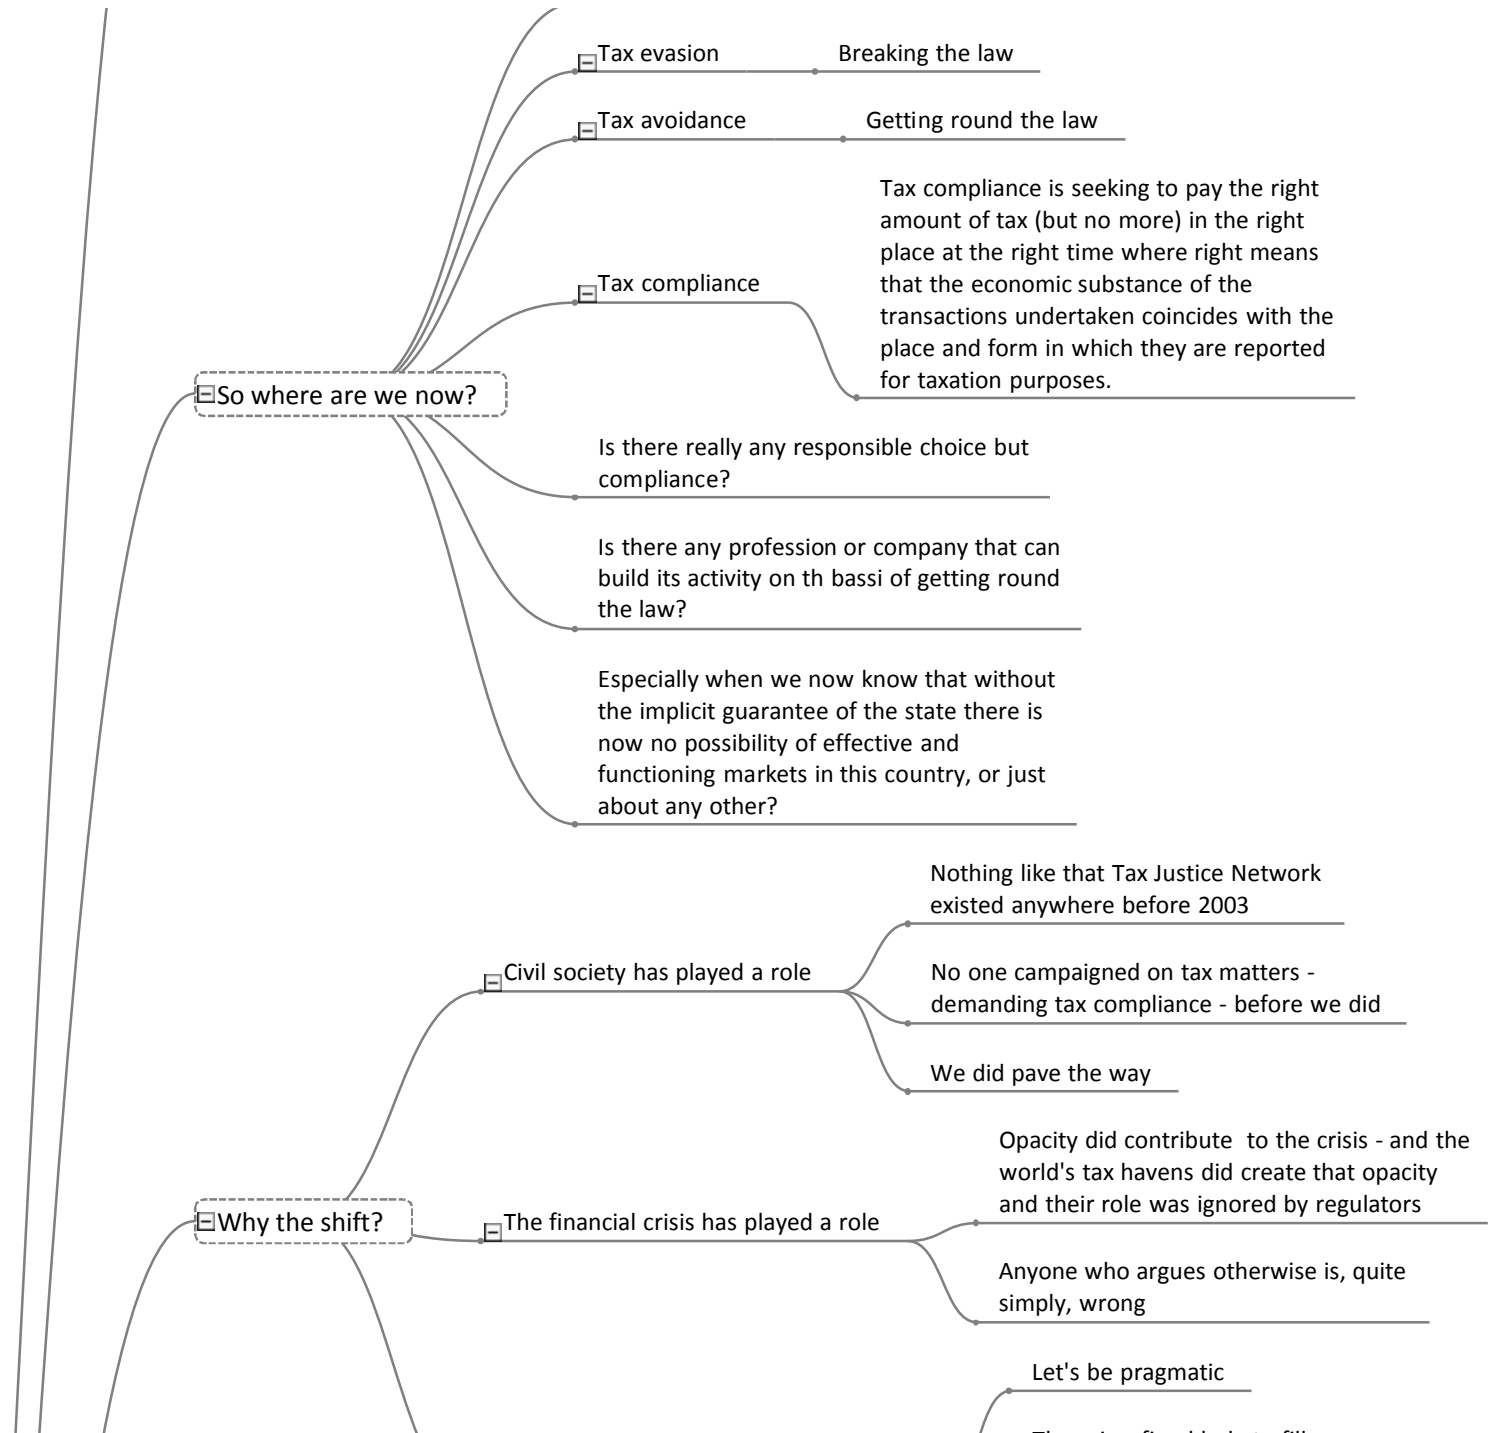 Tax evasion
Breaking the law
Tax avoidance
Getting round the law
Tax compliance
Tax compliance is seeking to pay the right
amount of tax (but no more) in the right
place at the right time where right means
that the economic substance of the
transactions undertaken coincides with the
place and form in which they are reported
for taxation purposes.
So where are we now?
Is there really any responsible choice but
compliance?
Is there any profession or company that can
build its activity on th bassi of getting round
the law?
Especially when we now know that without
the implicit guarantee of the state there is
now no possibility of effective and
functioning markets in this country, or just
about any other?
Why the shift?
Civil society has played a role
Nothing like that Tax Justice Network
existed anywhere before 2003
No one campaigned on tax matters -
demanding tax compliance - before we did
We did pave the way
The financial crisis has played a role
Opacity did contribute  to the crisis - and the
world's tax havens did create that opacity
and their role was ignored by regulators
Anyone who argues otherwise is, quite
simply, wrong
Let's be pragmatic